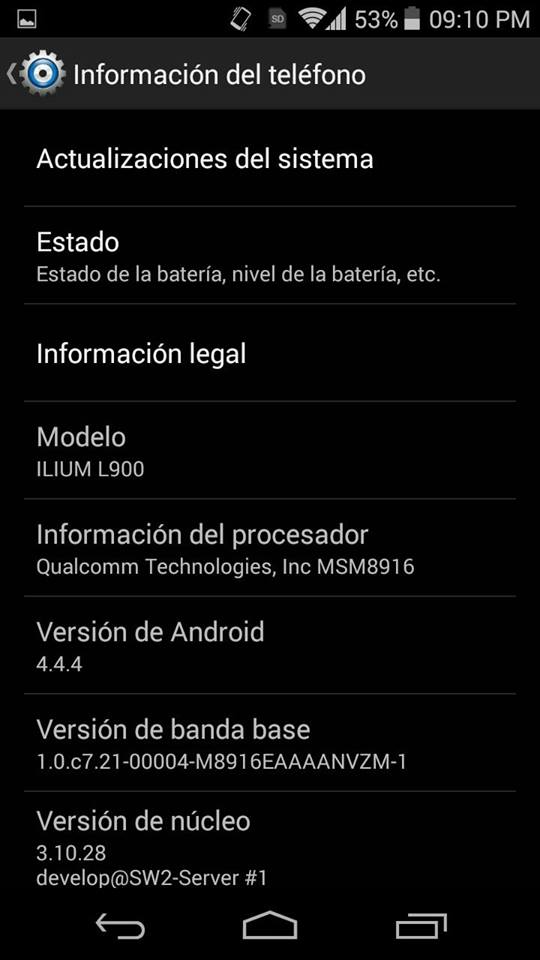 SD 53% 09:10 PM
Información del teléfono
Actualizaciones del sistema
Estado
Estado de la batería, nivel de la batería, etc.
Información legal
Modelo
ILIUM L900
Información del procesador
Qualcomm Technologies, Inc MSM8916
Versión de Android
4.4.4
Versión de banda base
1.0.c7.21-00004-M8916EAAAANVZM-1
Versión de núcleo
3.10.28
develop@SW2-Server #1